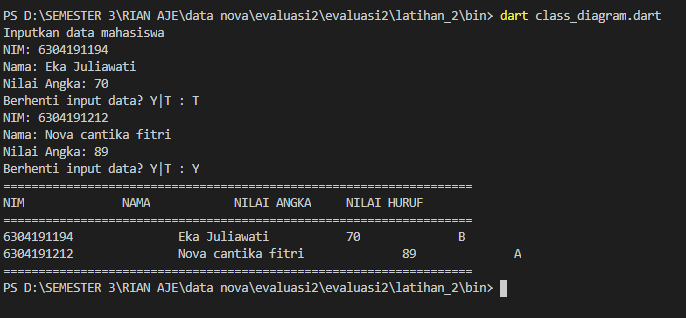 PS D:\SEMESTER 3\RIAN AJE\data nova\evaluasi2\evaluasi2\latihan_2\bin> dart class_diagram.dart
Inputkan data mahasiswa
NIM: 6304191194
Nama: Eka Juliawati
Nilai Angka: 70
Berhenti input data? Y|T : T
NIM: 6304191212
Nama: Nova cantika fitri
Nilai Angka: 89
Berhenti input data? Y|T : Y
===================================================================
NIM              NAMA            NILAI ANGKA     NILAI HURUF
===================================================================
6304191194               Eka Juliawati           70              B
6304191212               Nova cantika fitri              89              A
===================================================================
PS D:\SEMESTER 3\RIAN AJE\data nova\evaluasi2\evaluasi2\latihan_2\bin>